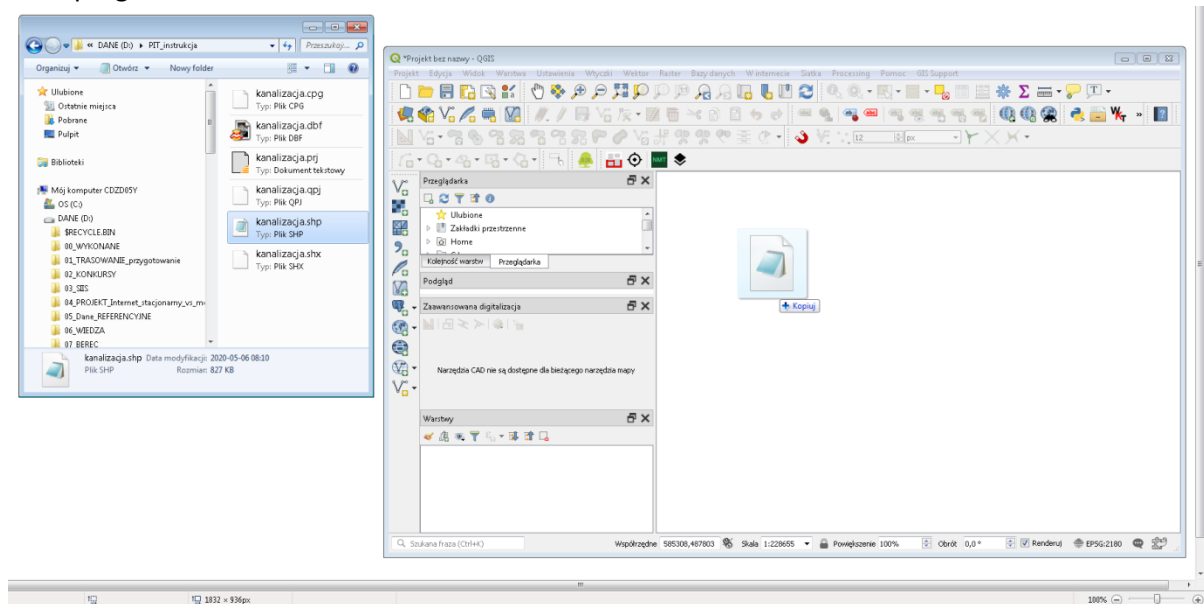 « DANE (D:) ▸ PIT_instrukcja
Przeszukaj...
Organizuj
Otwórz
Nowy folder
Ulubione
Ostatnie miejsca
Pobrane
Pulpit
Biblioteki
Mój komputer CDZD05Y
OS (C:)
DANE (D:)
$RECYCLE.BIN
00_WYKONANE
01_TRASOWANIE_przygotowanie
02_KONKURSY
03_SIIS
04_PROJEKT_Internet_stacjonarny_vs_m
05_Dane_REFERENCYJNE
06_WIEDZA
07 BEREC
kanalizacja.cpg
Typ: Plik CPG
kanalizacja.dbf
Typ: Plik DBF
kanalizacja.prj
Typ: Dokument tekstowy
kanalizacja.qpj
Typ: Plik QPJ
kanalizacja.shp
Typ: Plik SHP
kanalizacja.shx
Typ: Plik SHX
kanalizacja.shp Data modyfikacji: 2020-05-06 08:10
Plik SHP Rozmiar: 827 KB
*Projekt bez nazwy - QGIS
Projekt Edycja Widok Warstwa Ustawienia Wtyczki Wektor Raster Bazy danych W internecie Siatka Processing Pomoc GIS Support
12 px
NMT
Przeglądarka
Ulubione
Zakładki przestrzenne
Home
Kolejność warstw Przeglądarka
Podgląd
Zaawansowana digitalizacja
Narzędzia CAD nie są dostępne dla bieżącego narzędzia mapy
Warstwy
Kopiuj
Szukana fraza (Ctrl+K)
Współrzędne 585308,487803 Skala 1:228655 Powiększenie 100% Obrót 0,0 ° Renderuj EPSG:2180
1832 × 936px
100%